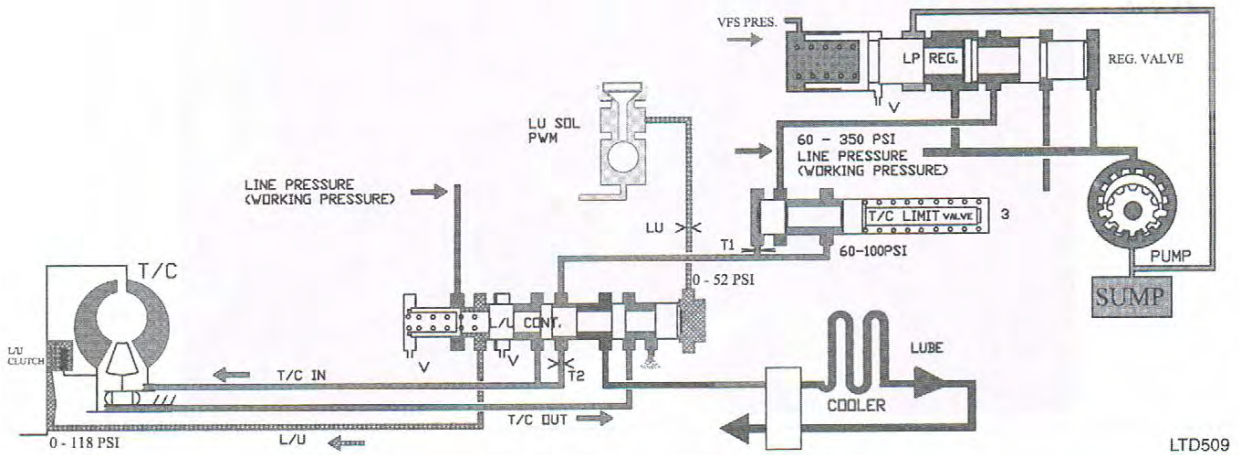 VFS PRES.
LP REG.
REG. VALVE
V
LU SOL
PWM
60 - 350 PSI
LINE PRESSURE
(WORKING PRESSURE)
LINE PRESSURE
(WORKING PRESSURE)
T/C LIMIT VALVE
3
LU
T1
60-100PSI
PUMP
T/C
0 - 52 PSI
SUMP
L/U CONT.
L/U
CLUTCH
V
V
T2
LUBE
T/C IN
COOLER
T/C OUT
0 - 118 PSI
L/U
LTD509